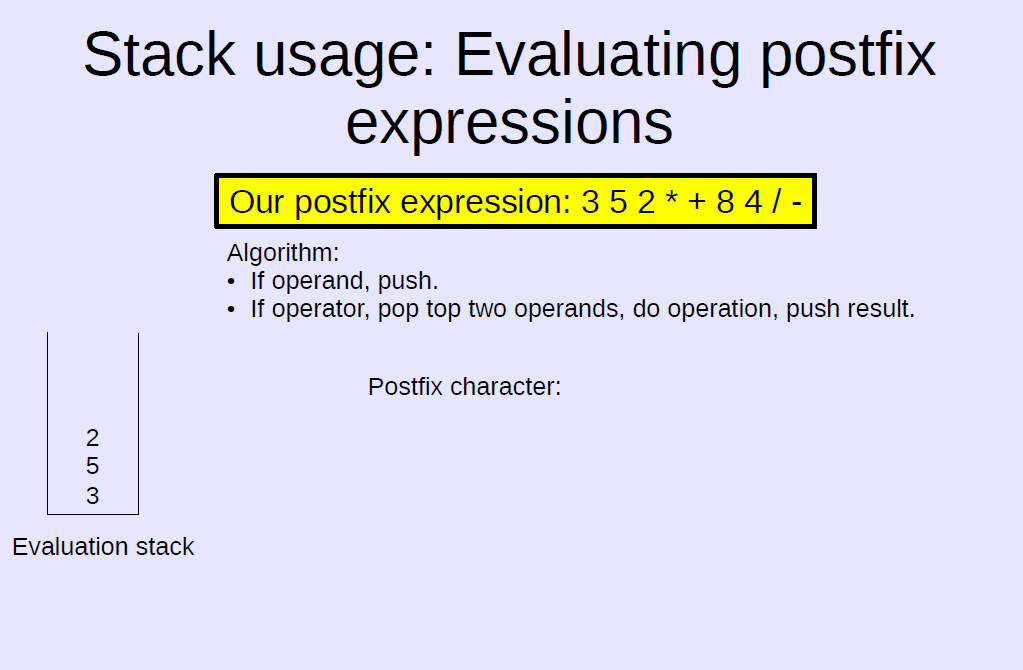 Stack usage: Evaluating postfix
expressions
Our postfix expression: 3 5 2 * + 8 4 / -
Algorithm:
• If operand, push.
• If operator, pop top two operands, do operation, push result.
Postfix character:
2
5
3
Evaluation stack